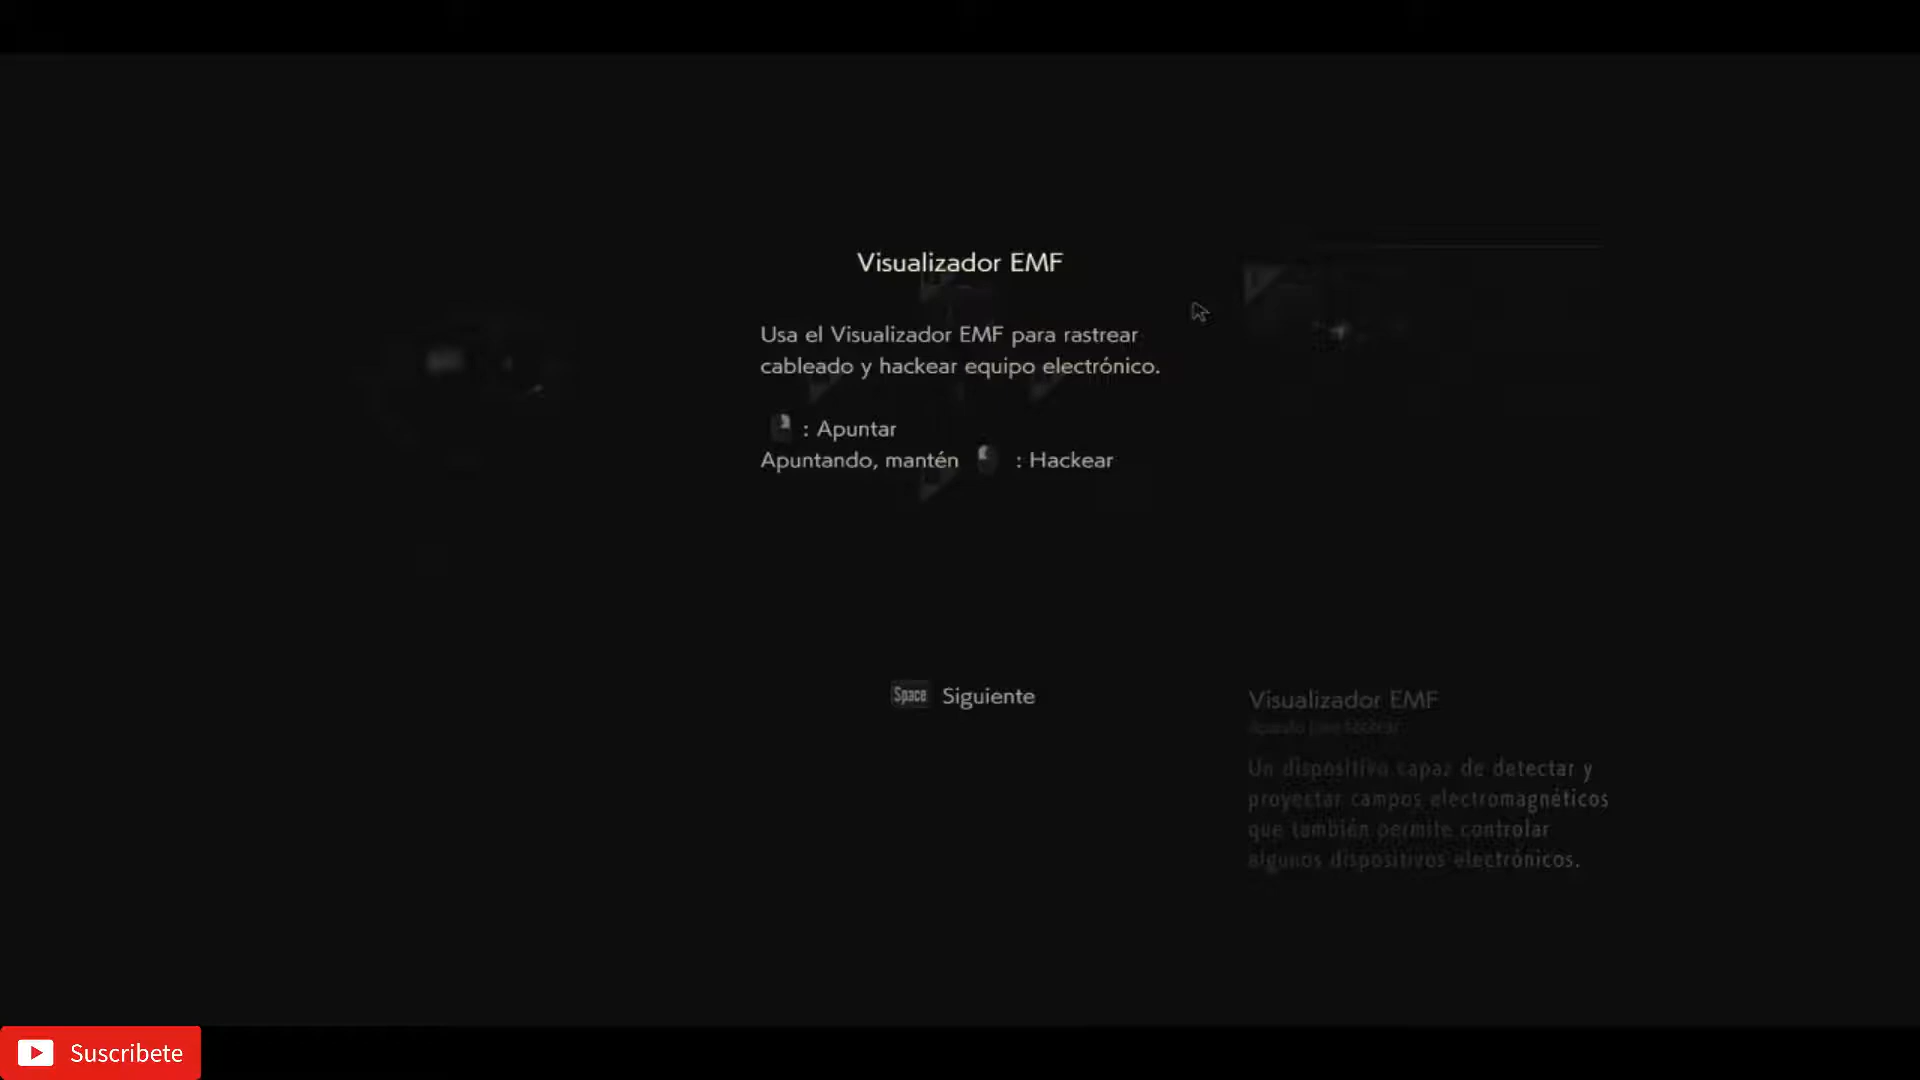 Visualizador EMF
Usa el Visualizador EMF para rastrear
cableado y hackear equipo electrónico.
: Apuntar
Apuntando, mantén : Hackear
Space Siguiente
Visualizador EMF
Un dispositivo capaz de detectar y
proyectar campos electromagnéticos
que también permite controlar
algunos dispositivos electrónicos.
Suscribete